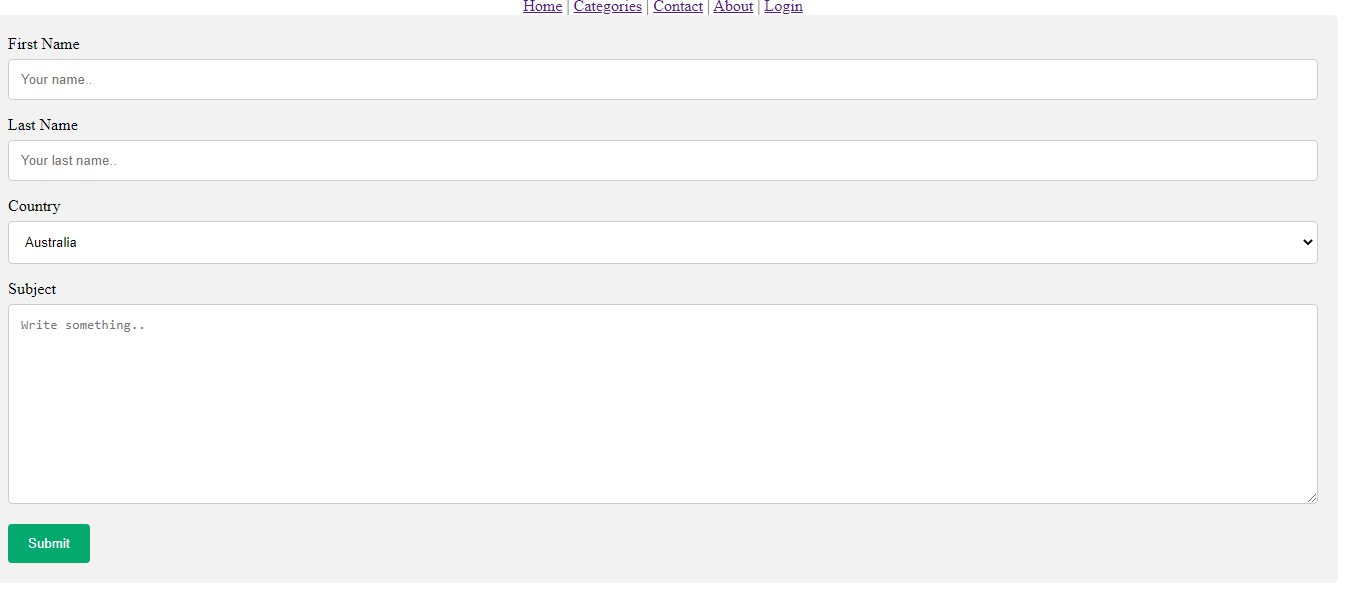 Home | Categories | Contact | About | Login
First Name
Your name..
Last Name
Your last name..
Country
Australia
Subject
Write something..
Submit